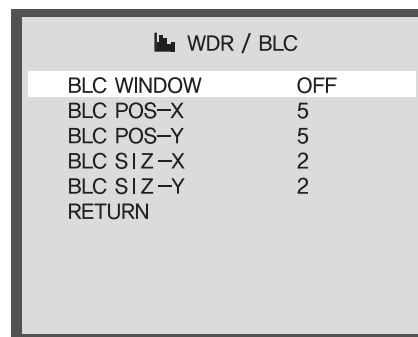 WDR / BLC
BLC WINDOW OFF
BLC POS-X 5
BLC POS-Y 5
BLC SIZ-X 2
BLC SIZ-Y 2
RETURN